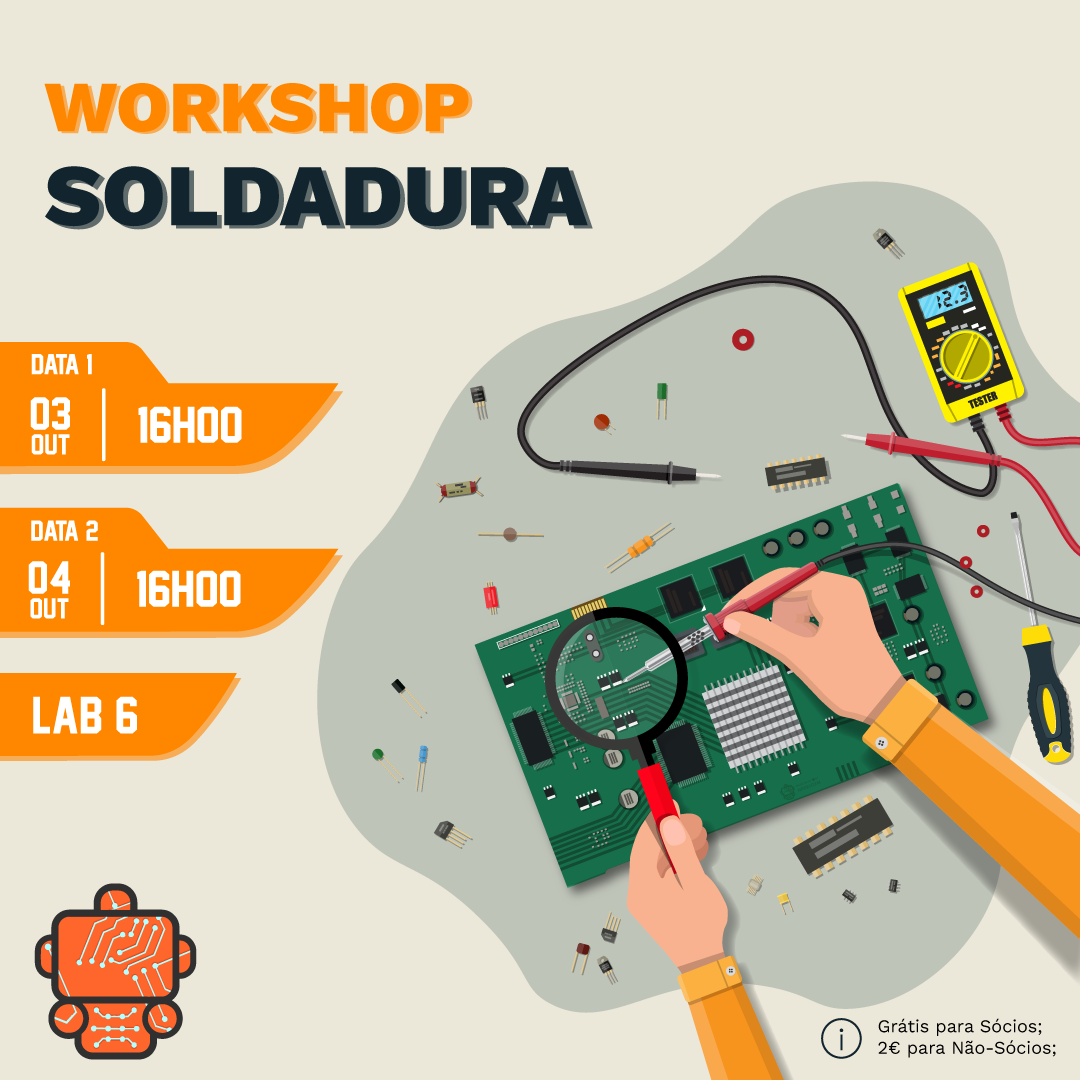 WORKSHOP
SOLDADURA
DATA 1
03
OUT
16H00
DATA 2
04
OUT
16H00
LAB 6
12.3
TESTER
i
Grátis para Sócios;
2€ para Não-Sócios;